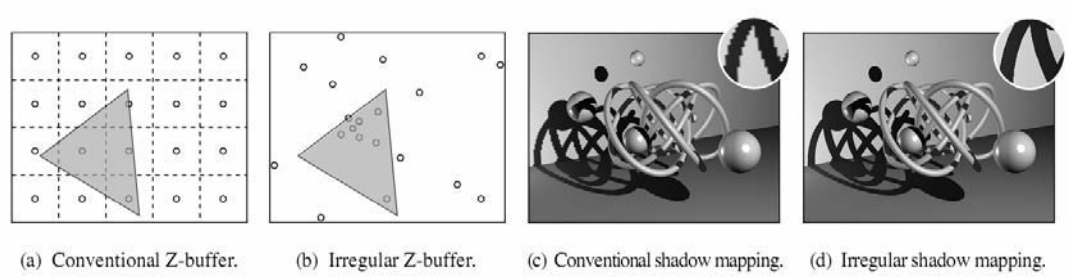 (a) Conventional Z-buffer.
(b) Irregular Z-buffer.
(c) Conventional shadow mapping.
(d) Irregular shadow mapping.